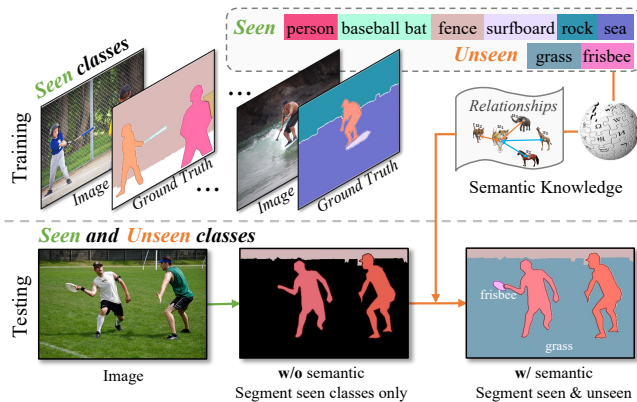 Seen person baseball bat fence surfboard rock sea
Unseen grass frisbee
Seen classes
Training
Image
Ground Truth
...
...
Image
Ground Truth
Relationships
Semantic Knowledge
Seen and Unseen classes
Testing
frisbee
grass
Image
w/o semantic
Segment seen classes only
w/ semantic
Segment seen & unseen